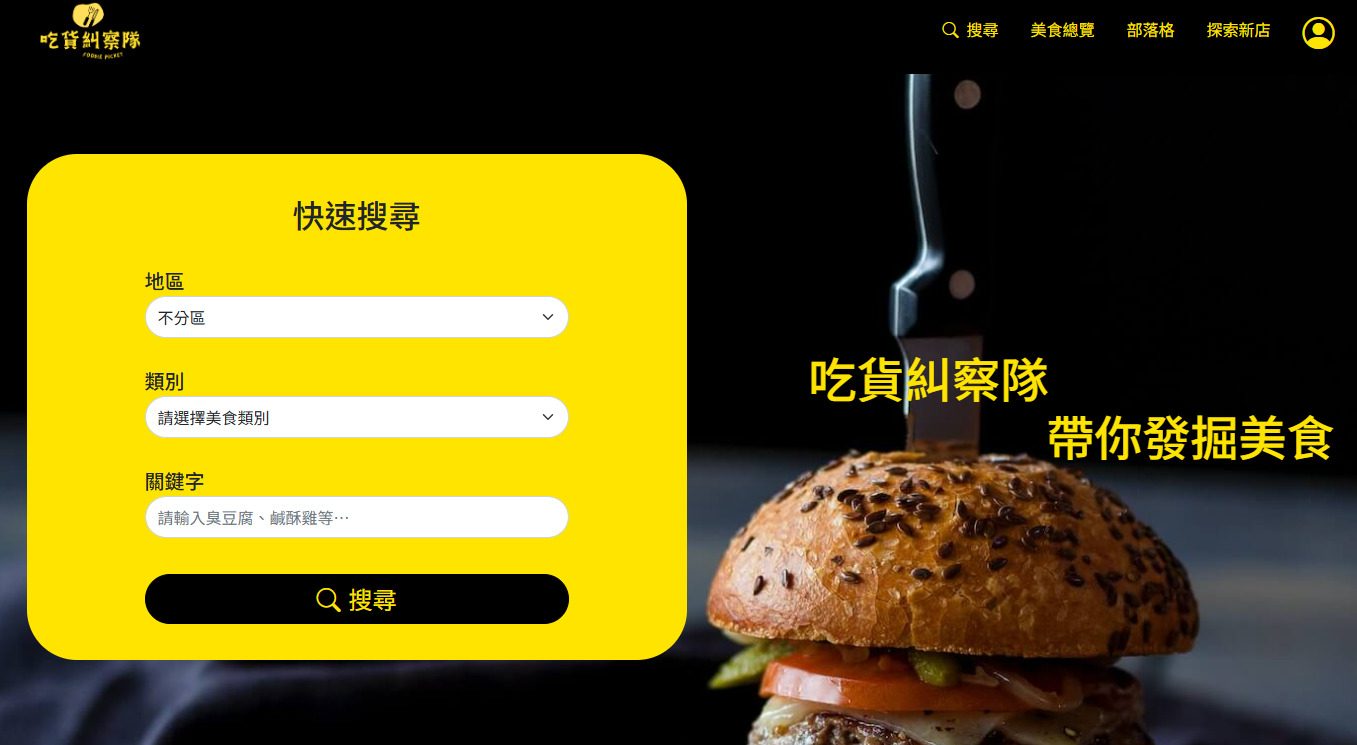 吃貨糾察隊
FOODIE PICKET
搜尋
美食總覽
部落格
探索新店
快速搜尋
地區
不分區
類別
請選擇美食類別
關鍵字
請輸入臭豆腐、鹹酥雞等…
搜尋
吃貨糾察隊
帶你發掘美食